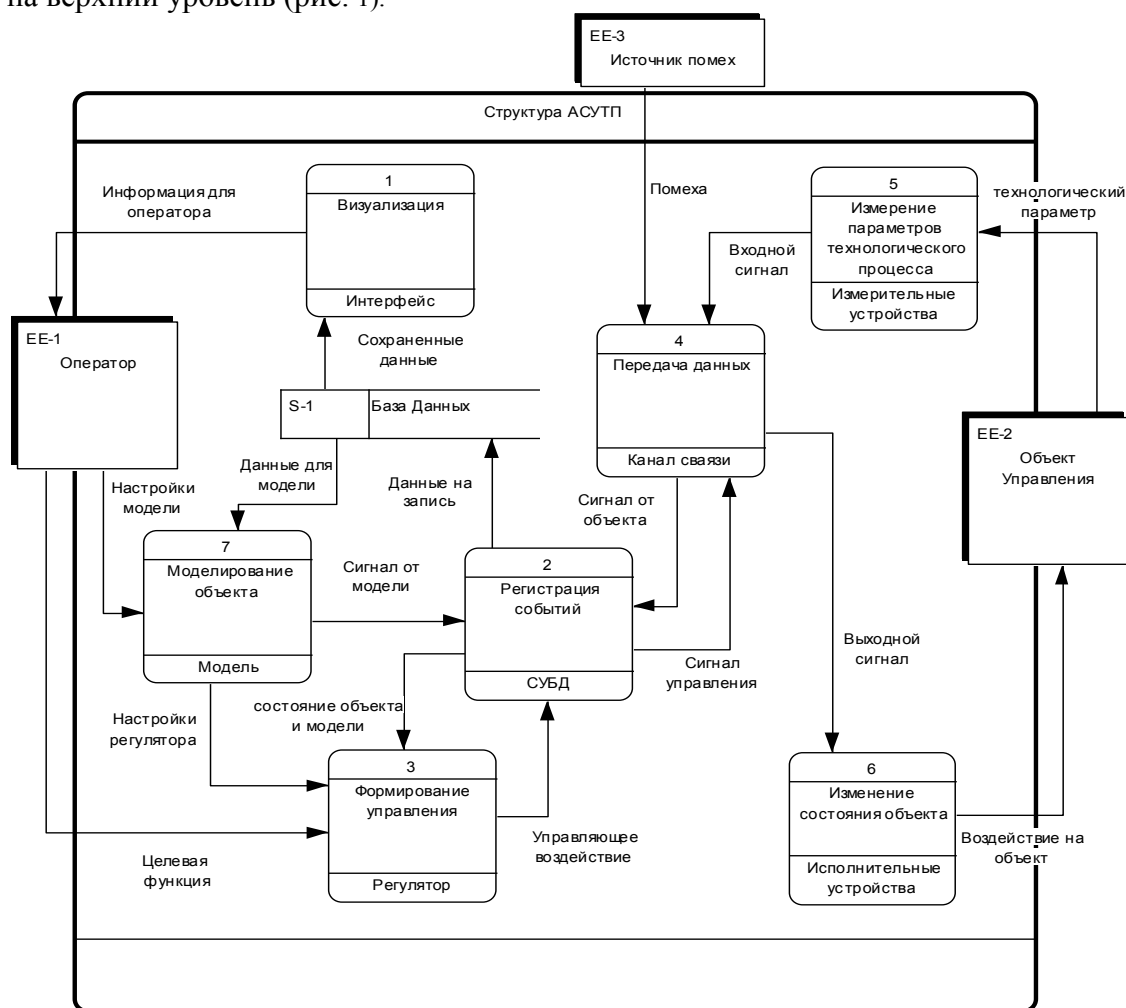 на верхний уровень (рис. 1).
EE-3
Источник помех
Структура АСУТП
1
Визуализация
Интерфейс
Информация для
оператора
Помеха
5
Измерение
параметров
технологического
процесса
Измерительные
устройства
технологический
параметр
Входной
сигнал
EE-1
Оператор
Сохраненные
данные
4
Передача данных
Канал сваязи
S-1
База Данных
EE-2
Объект
Управления
Настройки
модели
Данные для
модели
Данные на
запись
Сигнал от
объекта
7
Моделирование
объекта
Модель
Сигнал от
модели
2
Регистрация
событий
СУБД
Сигнал
управления
Выходной
сигнал
Настройки
регулятора
состояние объекта
и модели
3
Формирование
управления
Регулятор
6
Изменение
состояния объекта
Исполнительные
устройства
Целевая
функция
Управляющее
воздействие
Воздействие на
объект